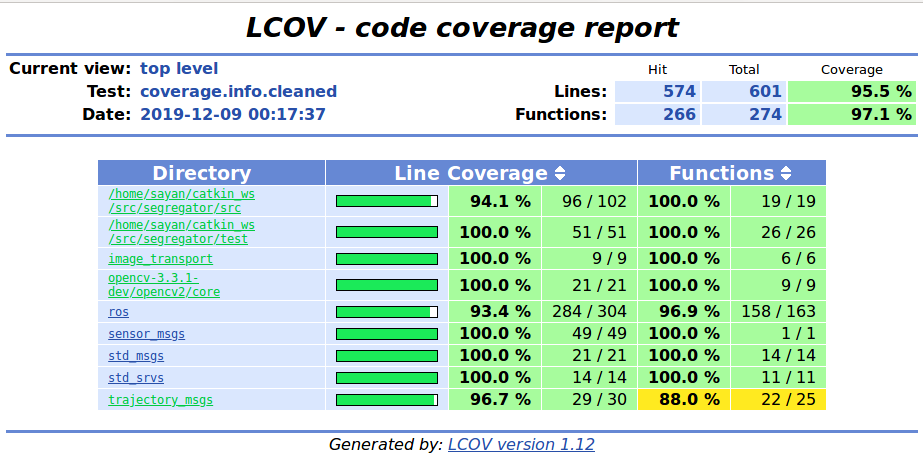 LCOV - code coverage report
Current view: top level Hit Total Coverage
Test: coverage.info.cleaned Lines: 574 601 95.5 %
Date: 2019-12-09 00:17:37 Functions: 266 274 97.1 %
Directory Line Coverage Functions
/home/sayan/catkin_ws
/src/segregator/src 94.1 % 96 / 102 100.0 % 19 / 19
/home/sayan/catkin_ws
/src/segregator/test 100.0 % 51 / 51 100.0 % 26 / 26
image_transport 100.0 % 9 / 9 100.0 % 6 / 6
opencv-3.3.1-
dev/opencv2/core 100.0 % 21 / 21 100.0 % 9 / 9
ros 93.4 % 284 / 304 96.9 % 158 / 163
sensor_msgs 100.0 % 49 / 49 100.0 % 1 / 1
std_msgs 100.0 % 21 / 21 100.0 % 14 / 14
std_srvs 100.0 % 14 / 14 100.0 % 11 / 11
trajectory_msgs 96.7 % 29 / 30 88.0 % 22 / 25
Generated by: LCOV version 1.12